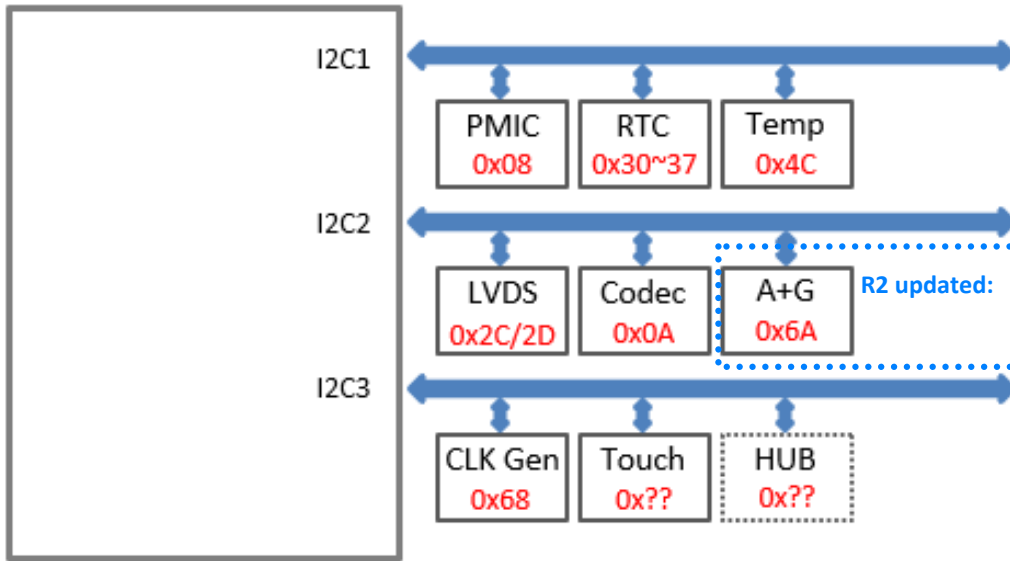 I2C1
PMIC
0x08
RTC
0x30~37
Temp
0x4C
I2C2
LVDS
0x2C/2D
Codec
0x0A
A+G
0x6A
R2 updated:
I2C3
CLK Gen
0x68
Touch
0x??
HUB
0x??